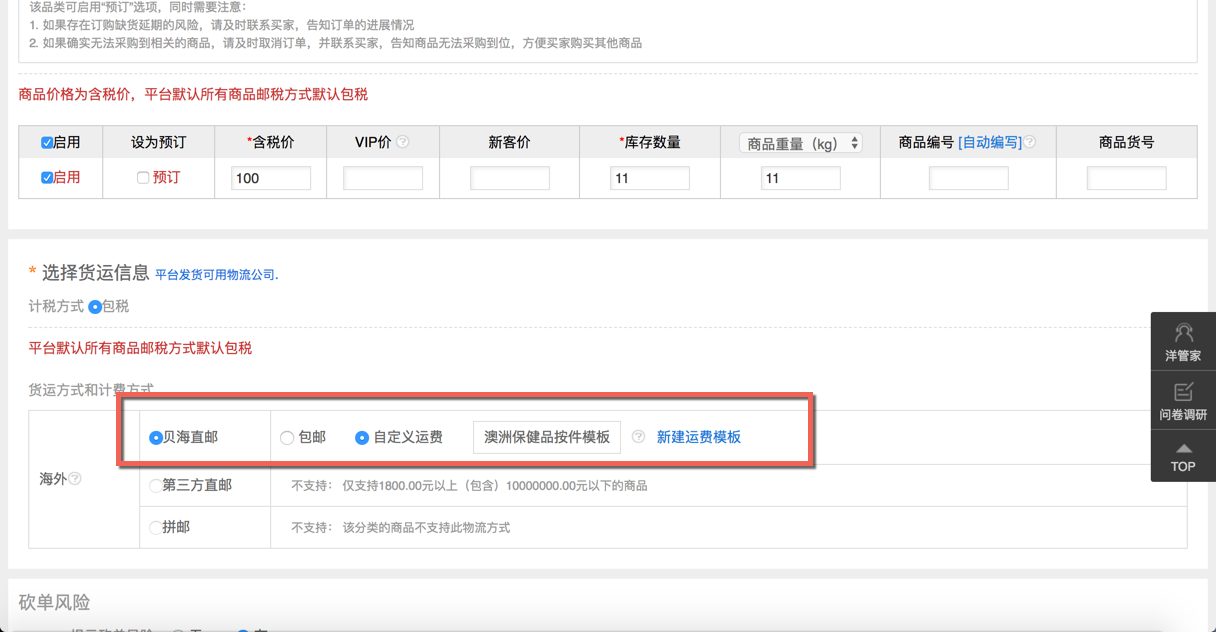 该品类可启用“预订”选项，同时需要注意：
1. 如果存在订购缺货延期的风险，请及时联系买家，告知订单的进展情况
2. 如果确实无法采购到相关的商品，请及时取消订单，并联系买家，告知商品无法采购到位，方便买家购买其他商品
商品价格为含税价，平台默认所有商品邮税方式默认包税
启用 设为预订 *含税价 VIP价 新客价 *库存数量 商品重量（kg） 商品编号 [自动编写] 商品货号
启用 预订 100 11 11
* 选择货运信息 平台发货可用物流公司.
计税方式 包税
平台默认所有商品邮税方式默认包税
货运方式和计费方式
贝海直邮 包邮 自定义运费 澳洲保健品按件模板 新建运费模板
海外
第三方直邮 不支持： 仅支持1800.00元以上（包含）10000000.00元以下的商品
拼邮 不支持： 该分类的商品不支持此物流方式
洋管家
问卷调研
TOP
砍单风险